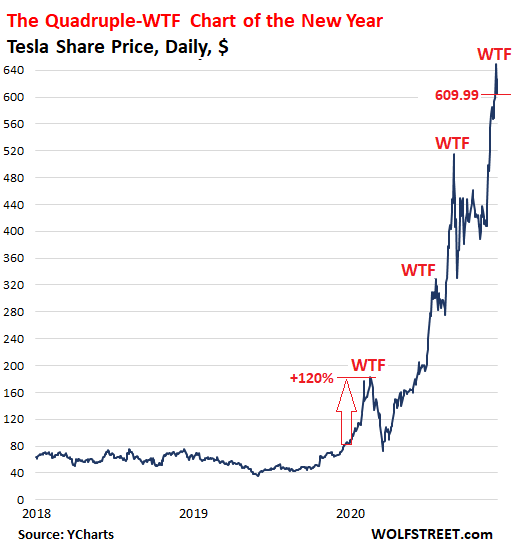 The Quadruple-WTF Chart of the New Year
Tesla Share Price, Daily, $
WTF
640
609.99
600
560
520
WTF
480
440
400
360
320
WTF
280
240
200
WTF
+120%
160
120
80
40
0
2018
2019
2020
Source: YCharts
WOLFSTREET.com